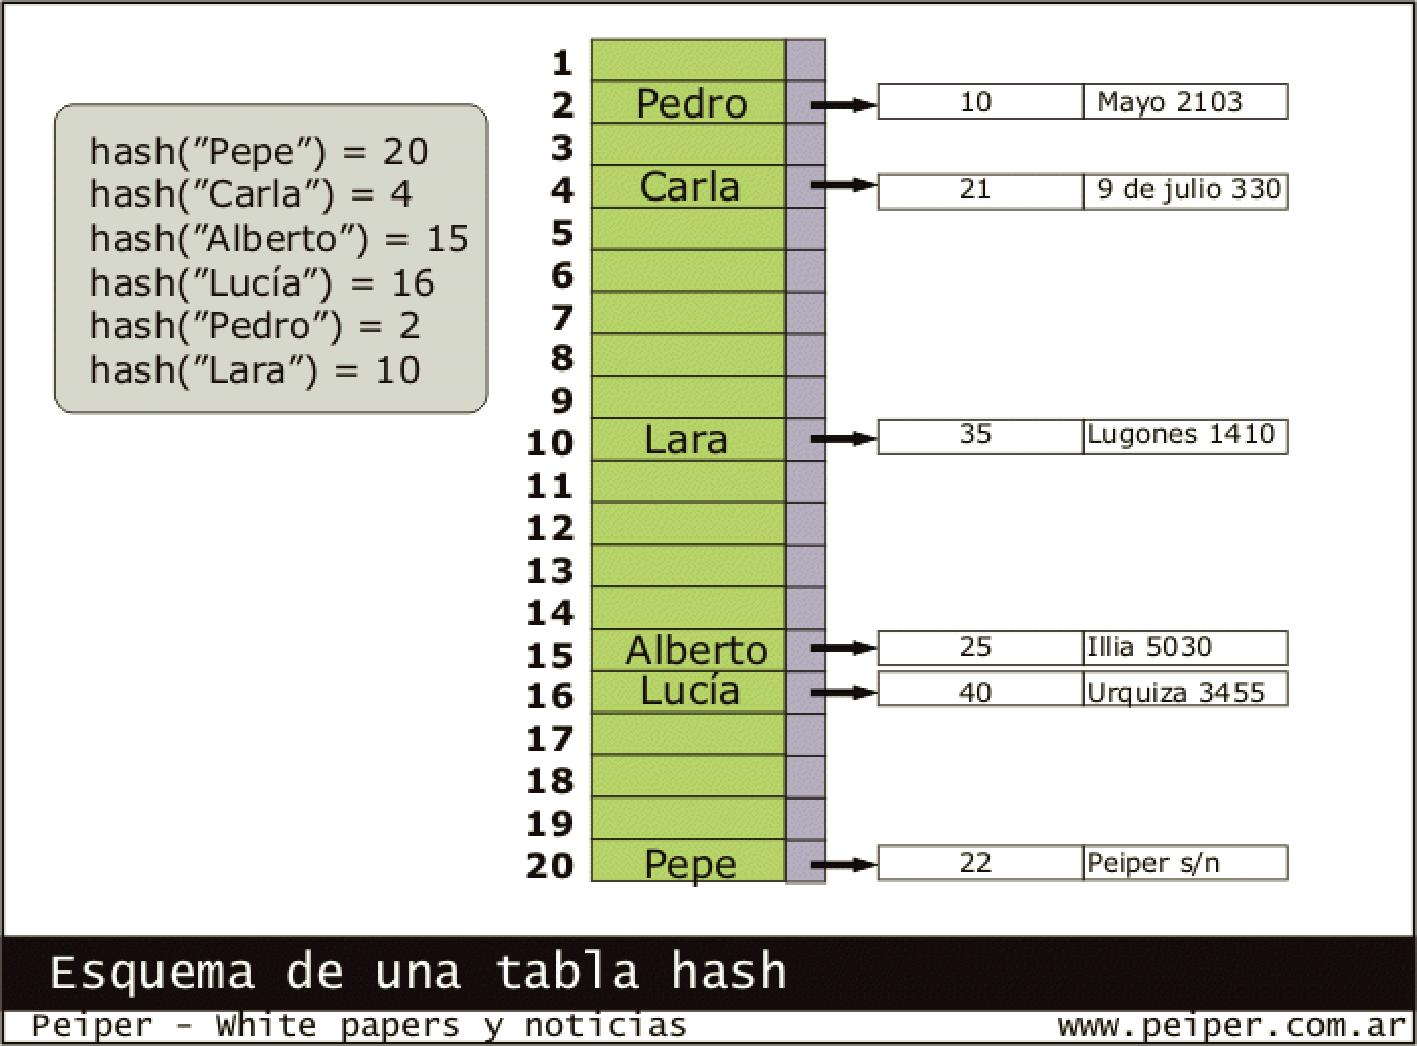 hash("Pepe") = 20
hash("Carla") = 4
hash("Alberto") = 15
hash("Lucía") = 16
hash("Pedro") = 2
hash("Lara") = 10
1
2 Pedro 10 Mayo 2103
3
4 Carla 21 9 de julio 330
5
6
7
8
9
10 Lara 35 Lugones 1410
11
12
13
14
15 Alberto 25 Illia 5030
16 Lucía 40 Urquiza 3455
17
18
19
20 Pepe 22 Peiper s/n
Esquema de una tabla hash
Peiper - White papers y noticias www.peiper.com.ar